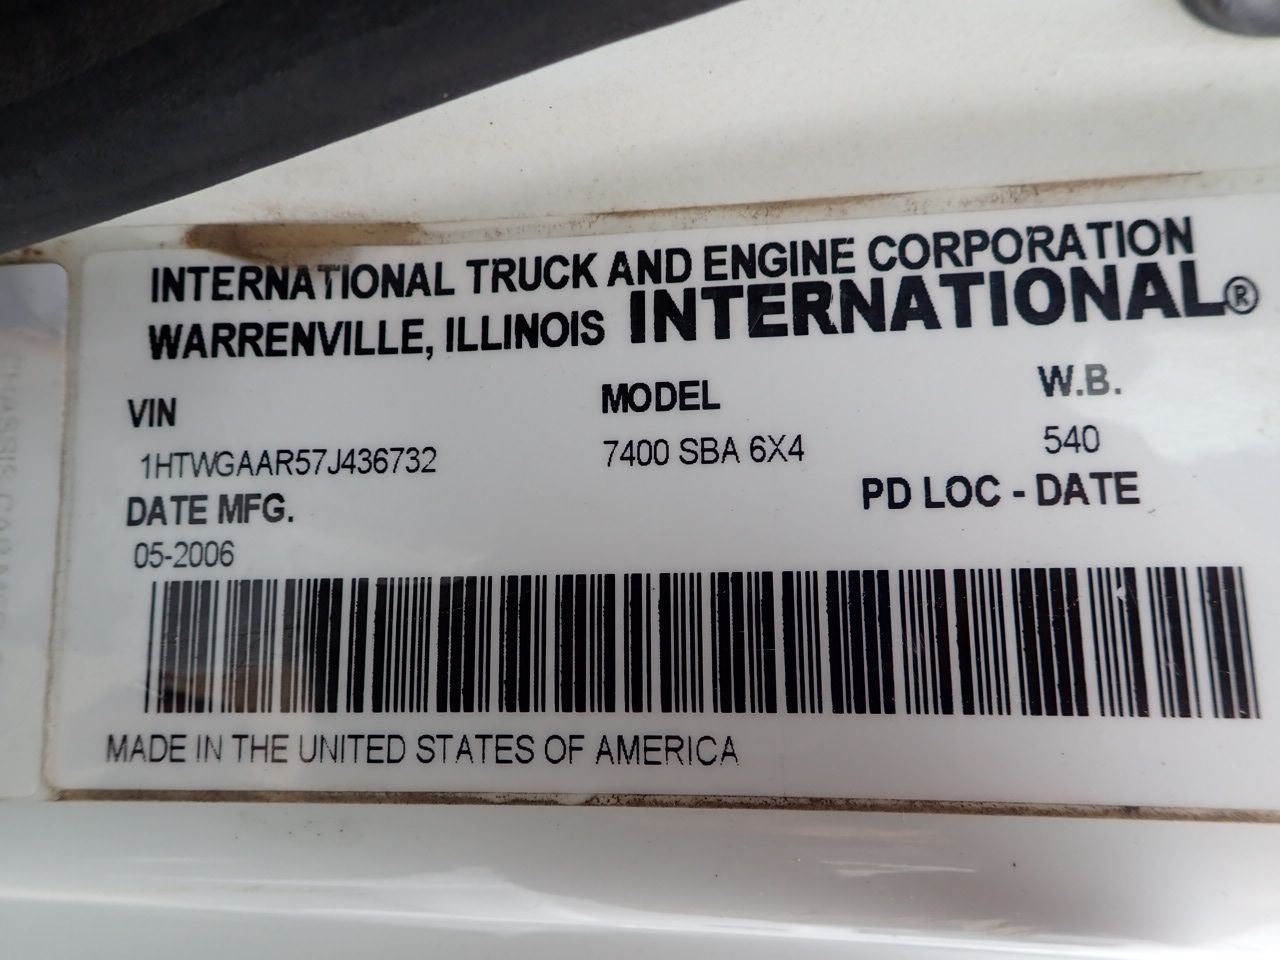 INTERNATIONAL TRUCK AND ENGINE CORPORATION
WARRENVILLE, ILLINOIS INTERNATIONAL®
VIN MODEL W.B.
1HTWGAAR57J436732 7400 SBA 6X4 540
DATE MFG. PD LOC - DATE
05-2006
MADE IN THE UNITED STATES OF AMERICA
CHASSIS